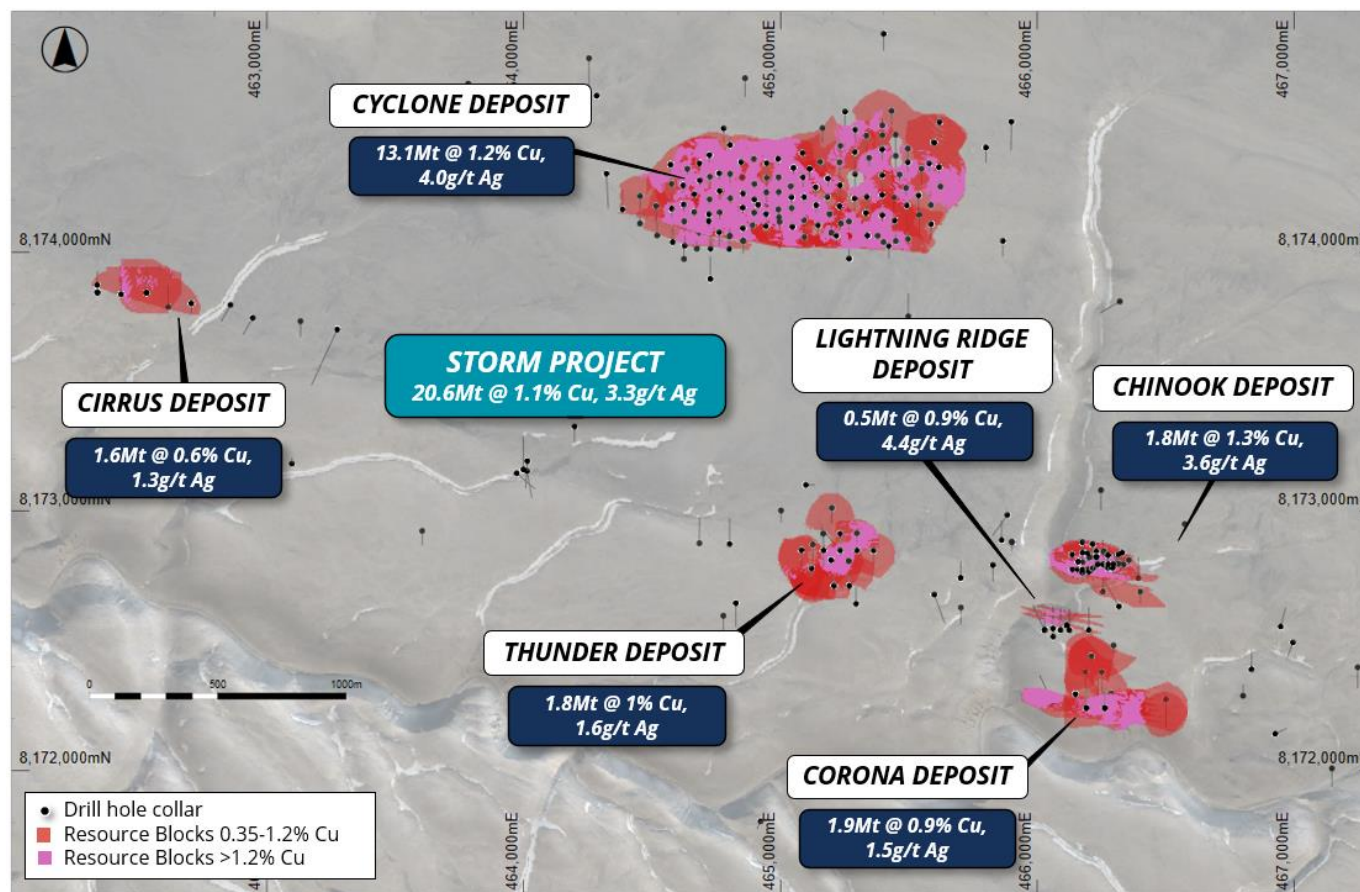 463,000mE
464,000mE
465,000mE
466,000mE
467,000mE
CYCLONE DEPOSIT
13.1Mt @ 1.2% Cu,
4.0g/t Ag
8,174,000mN
8,174,000mN
STORM PROJECT
20.6Mt @ 1.1% Cu, 3.3g/t Ag
LIGHTNING RIDGE
DEPOSIT
0.5Mt @ 0.9% Cu,
4.4g/t Ag
CHINOOK DEPOSIT
1.8Mt @ 1.3% Cu,
3.6g/t Ag
CIRRUS DEPOSIT
1.6Mt @ 0.6% Cu,
1.3g/t Ag
8,173,000mN
8,173,000mN
THUNDER DEPOSIT
1.8Mt @ 1% Cu,
1.6g/t Ag
0 500 1000m
8,172,000mN
8,172,000mN
CORONA DEPOSIT
1.9Mt @ 0.9% Cu,
1.5g/t Ag
Drill hole collar
Resource Blocks 0.35-1.2% Cu
Resource Blocks >1.2% Cu
464,000mE
465,000mE
466,000mE
467,000mE